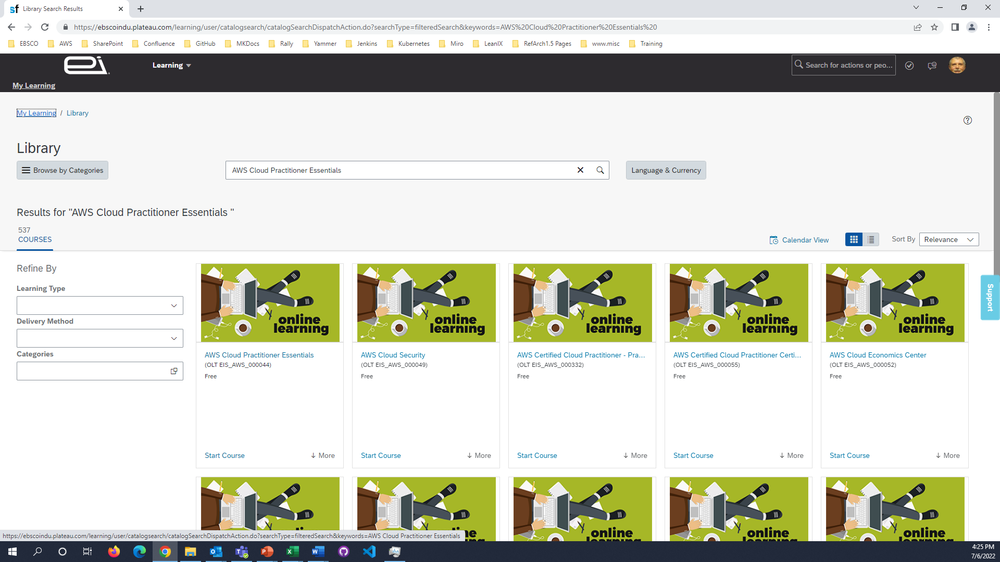 Library Search Results
https://ebscoindu.plateau.com/learning/user/catalogsearch/catalogSearchDispatchAction.do?searchType=filteredSearch&keywords=AWS%20Cloud%20Practitioner%20Essentials%20
EBSCO AWS SharePoint Confluence GitHub MKDocs Rally Yammer Jenkins Kubernetes Miro LeanIX RefArch1.5 Pages www.misc Training
ei Learning Search for actions or peo...
My Learning
My Learning / Library
Library
Browse by Categories AWS Cloud Practitioner Essentials Language & Currency
Results for "AWS Cloud Practitioner Essentials "
537
COURSES
Calendar View Sort By Relevance
Refine By
Learning Type
Delivery Method
Categories
online learning
online learning
online learning
online learning
online learning
AWS Cloud Practitioner Essentials
(OLT EIS_AWS_000044)
Free
Start Course More
AWS Cloud Security
(OLT EIS_AWS_000049)
Free
Start Course More
AWS Certified Cloud Practitioner - Pra...
(OLT EIS_AWS_000332)
Free
Start Course More
AWS Certified Cloud Practitioner Certi...
(OLT EIS_AWS_000055)
Free
Start Course More
AWS Cloud Economics Center
(OLT EIS_AWS_000052)
Free
Start Course More
Support
online
online
online
online
https://ebscoindu.plateau.com/learning/user/catalogsearch/catalogSearchDispatchAction.do?searchType=filteredSearch&keywords=AWS Cloud Practitioner Essentials
4:25 PM
7/6/2022